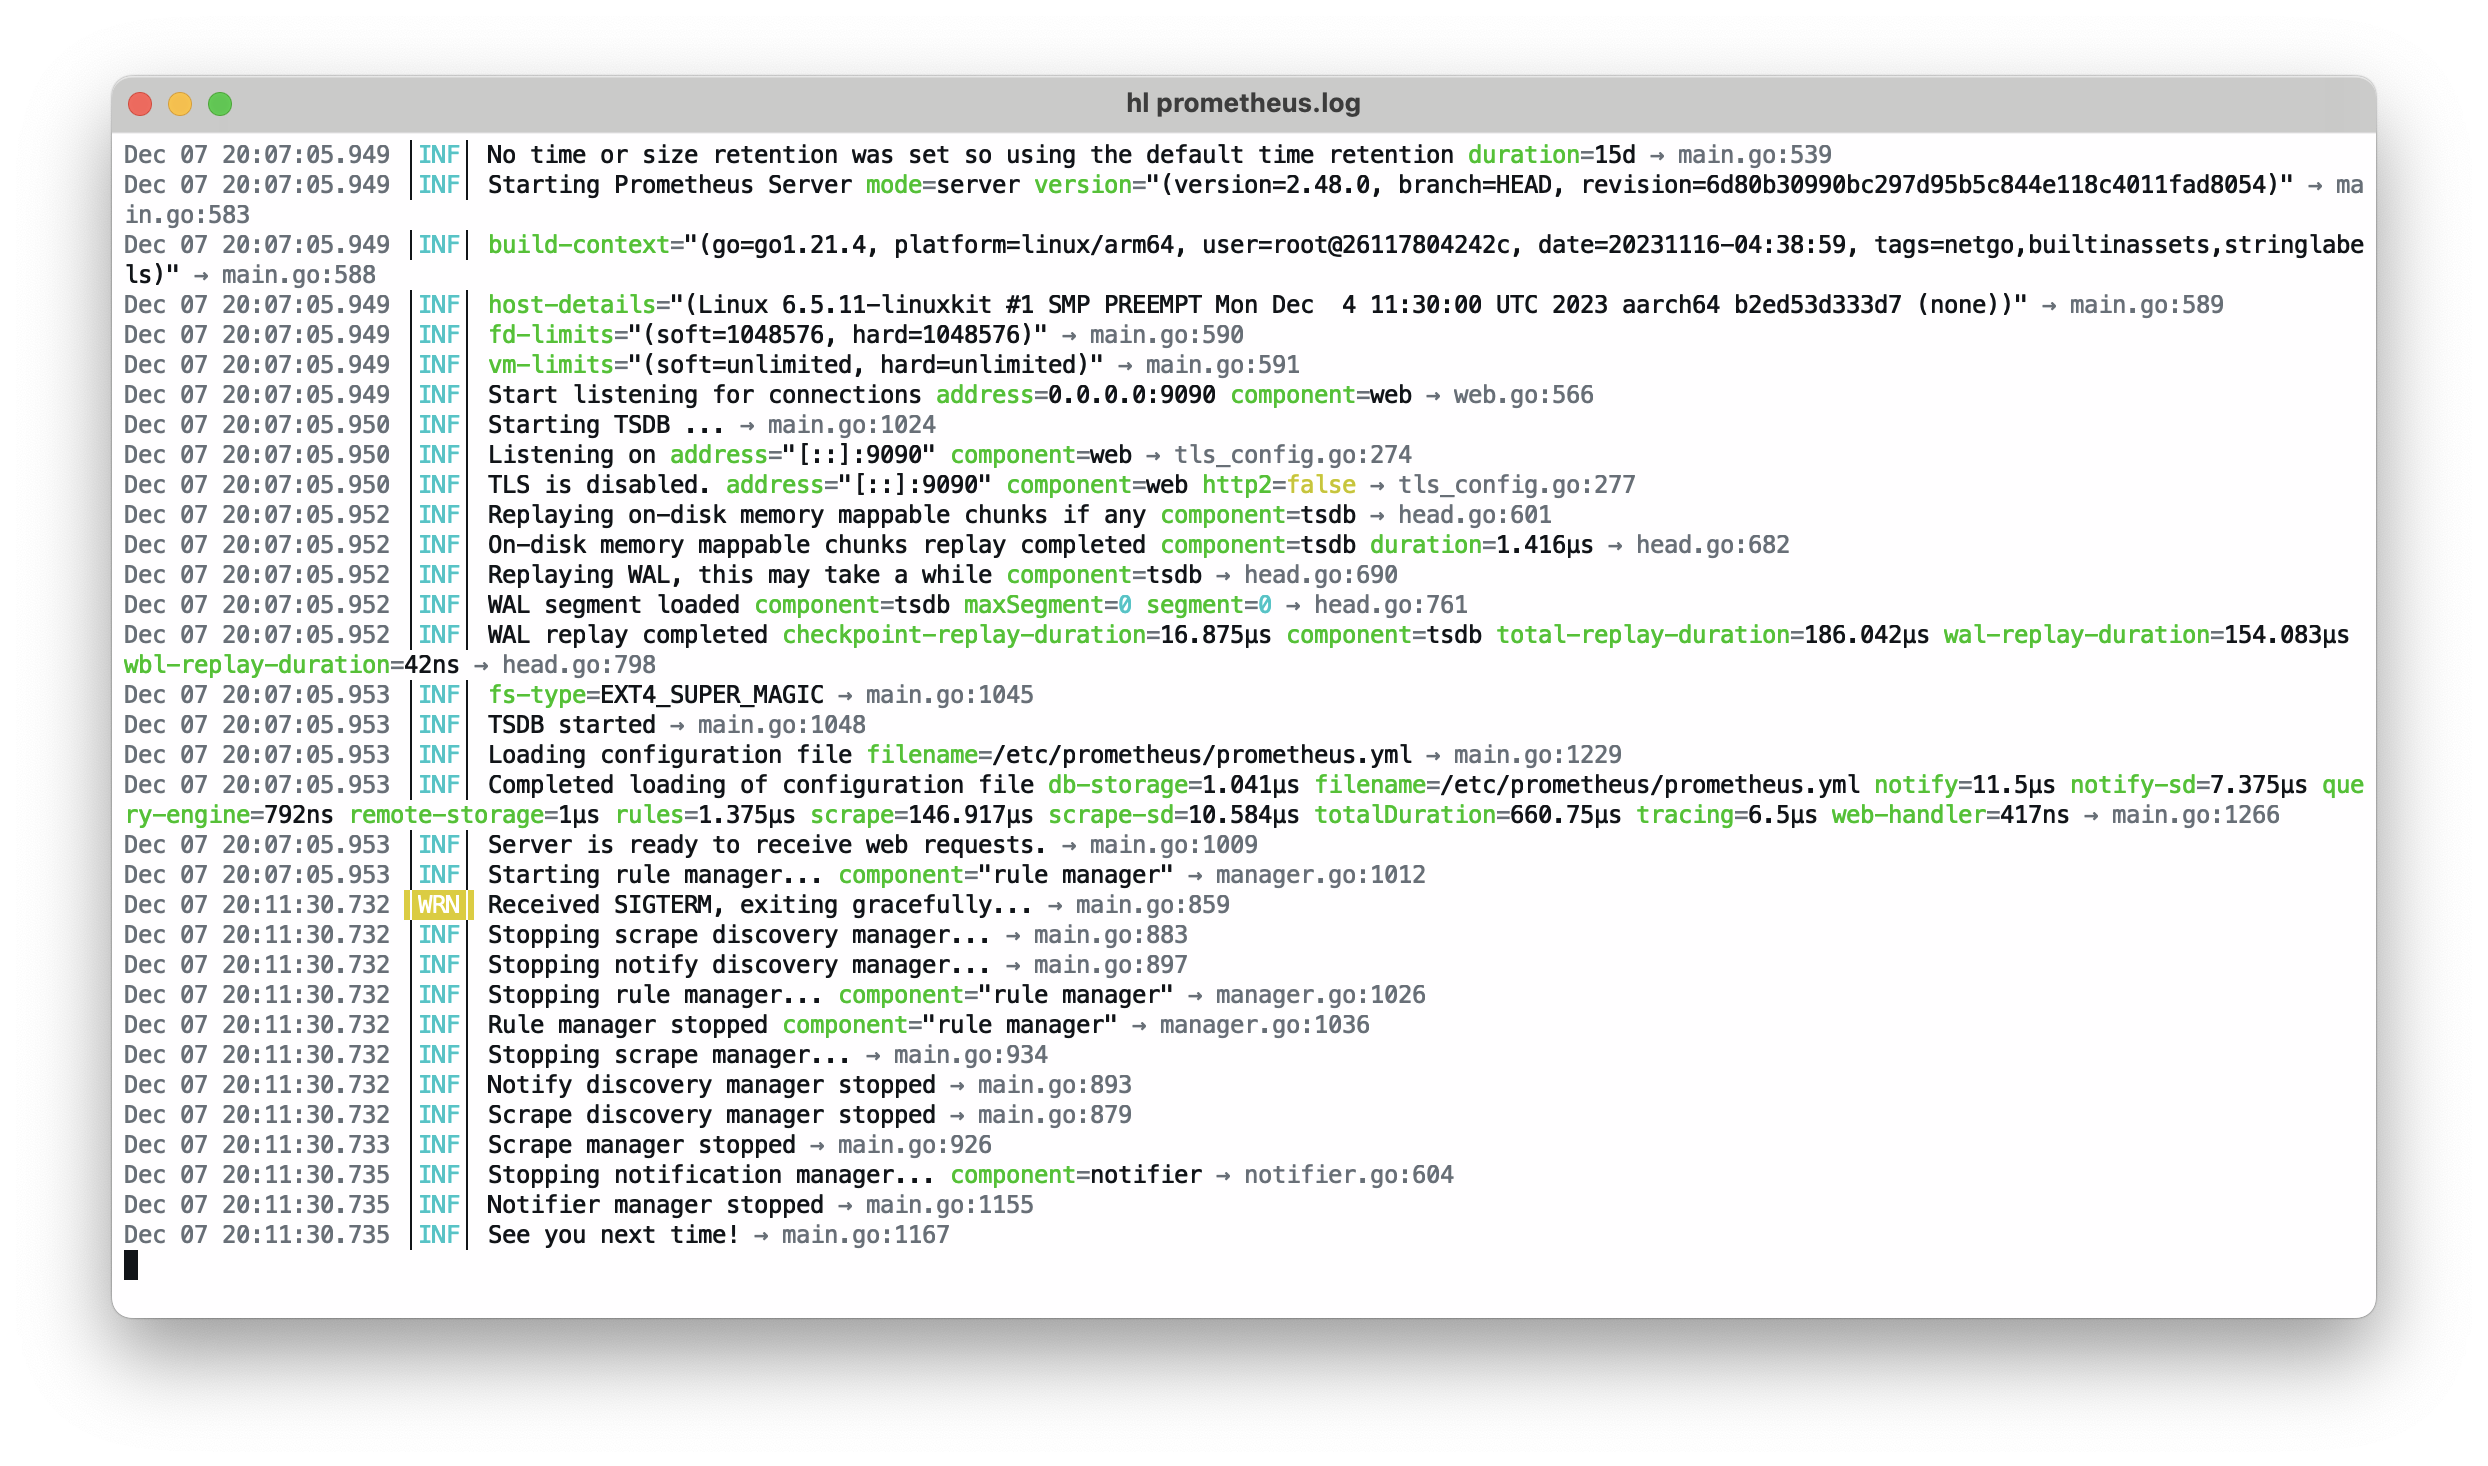 hl prometheus.log
Dec 07 20:07:05.949 |INF| No time or size retention was set so using the default time retention duration=15d → main.go:539
Dec 07 20:07:05.949 |INF| Starting Prometheus Server mode=server version="(version=2.48.0, branch=HEAD, revision=6d80b30990bc297d95b5c844e118c4011fad8054)" → ma
in.go:583
Dec 07 20:07:05.949 |INF| build-context="(go=go1.21.4, platform=linux/arm64, user=root@26117804242c, date=20231116-04:38:59, tags=netgo,builtinassets,stringlabe
ls)" → main.go:588
Dec 07 20:07:05.949 |INF| host-details="(Linux 6.5.11-linuxkit #1 SMP PREEMPT Mon Dec  4 11:30:00 UTC 2023 aarch64 b2ed53d333d7 (none))" → main.go:589
Dec 07 20:07:05.949 |INF| fd-limits="(soft=1048576, hard=1048576)" → main.go:590
Dec 07 20:07:05.949 |INF| vm-limits="(soft=unlimited, hard=unlimited)" → main.go:591
Dec 07 20:07:05.949 |INF| Start listening for connections address=0.0.0.0:9090 component=web → web.go:566
Dec 07 20:07:05.950 |INF| Starting TSDB ... → main.go:1024
Dec 07 20:07:05.950 |INF| Listening on address="[::]:9090" component=web → tls_config.go:274
Dec 07 20:07:05.950 |INF| TLS is disabled. address="[::]:9090" component=web http2=false → tls_config.go:277
Dec 07 20:07:05.952 |INF| Replaying on-disk memory mappable chunks if any component=tsdb → head.go:601
Dec 07 20:07:05.952 |INF| On-disk memory mappable chunks replay completed component=tsdb duration=1.416µs → head.go:682
Dec 07 20:07:05.952 |INF| Replaying WAL, this may take a while component=tsdb → head.go:690
Dec 07 20:07:05.952 |INF| WAL segment loaded component=tsdb maxSegment=0 segment=0 → head.go:761
Dec 07 20:07:05.952 |INF| WAL replay completed checkpoint-replay-duration=16.875µs component=tsdb total-replay-duration=186.042µs wal-replay-duration=154.083µs
wbl-replay-duration=42ns → head.go:798
Dec 07 20:07:05.953 |INF| fs-type=EXT4_SUPER_MAGIC → main.go:1045
Dec 07 20:07:05.953 |INF| TSDB started → main.go:1048
Dec 07 20:07:05.953 |INF| Loading configuration file filename=/etc/prometheus/prometheus.yml → main.go:1229
Dec 07 20:07:05.953 |INF| Completed loading of configuration file db-storage=1.041µs filename=/etc/prometheus/prometheus.yml notify=11.5µs notify-sd=7.375µs que
ry-engine=792ns remote-storage=1µs rules=1.375µs scrape=146.917µs scrape-sd=10.584µs totalDuration=660.75µs tracing=6.5µs web-handler=417ns → main.go:1266
Dec 07 20:07:05.953 |INF| Server is ready to receive web requests. → main.go:1009
Dec 07 20:07:05.953 |INF| Starting rule manager... component="rule manager" → manager.go:1012
Dec 07 20:11:30.732 |WRN| Received SIGTERM, exiting gracefully... → main.go:859
Dec 07 20:11:30.732 |INF| Stopping scrape discovery manager... → main.go:883
Dec 07 20:11:30.732 |INF| Stopping notify discovery manager... → main.go:897
Dec 07 20:11:30.732 |INF| Stopping rule manager... component="rule manager" → manager.go:1026
Dec 07 20:11:30.732 |INF| Rule manager stopped component="rule manager" → manager.go:1036
Dec 07 20:11:30.732 |INF| Stopping scrape manager... → main.go:934
Dec 07 20:11:30.732 |INF| Notify discovery manager stopped → main.go:893
Dec 07 20:11:30.732 |INF| Scrape discovery manager stopped → main.go:879
Dec 07 20:11:30.733 |INF| Scrape manager stopped → main.go:926
Dec 07 20:11:30.735 |INF| Stopping notification manager... component=notifier → notifier.go:604
Dec 07 20:11:30.735 |INF| Notifier manager stopped → main.go:1155
Dec 07 20:11:30.735 |INF| See you next time! → main.go:1167